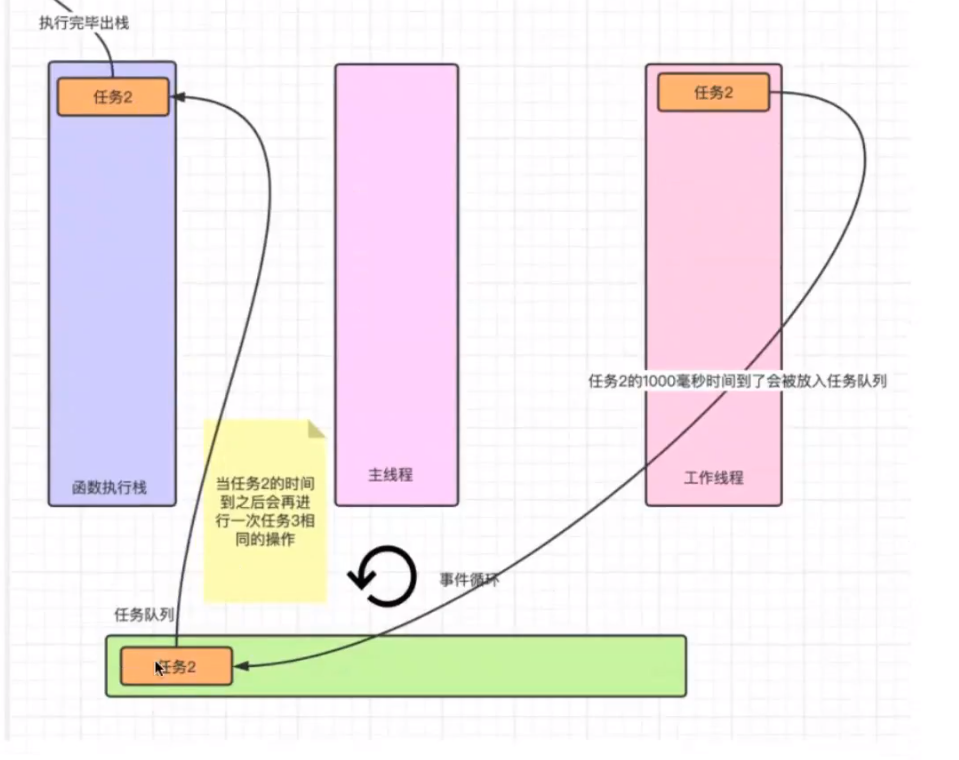 执行完毕出栈
任务2
任务2
任务2的1000毫秒时间到了会被放入任务队列
主线程
工作线程
函数执行栈
当任务2的时间
到之后会再进
行一次任务3相
同的操作
事件循环
任务队列
任务2